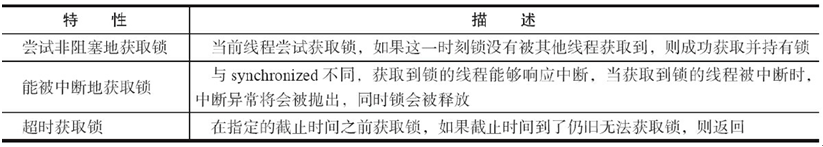 特 性 描 述
尝试非阻塞地获取锁 当前线程尝试获取锁，如果这一时刻锁没有被其他线程获取到，则成功获取并持有锁
能被中断地获取锁 与 synchronized 不同，获取到锁的线程能够响应中断，当获取到锁的线程被中断时，
中断异常将会被抛出，同时锁会被释放
超时获取锁 在指定的截止时间之前获取锁，如果截止时间到了仍旧无法获取锁，则返回